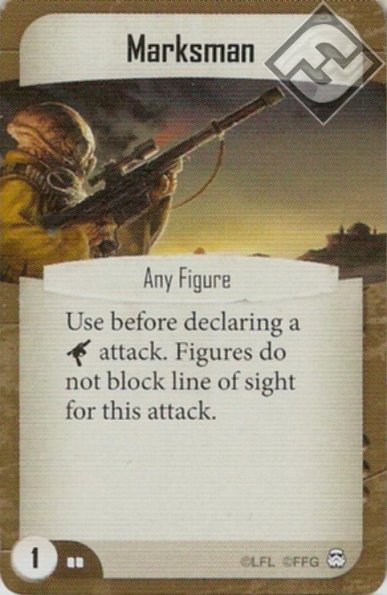 Marksman
Any Figure
Use before declaring a
attack. Figures do
not block line of sight
for this attack.
1
©LFL ©FFG